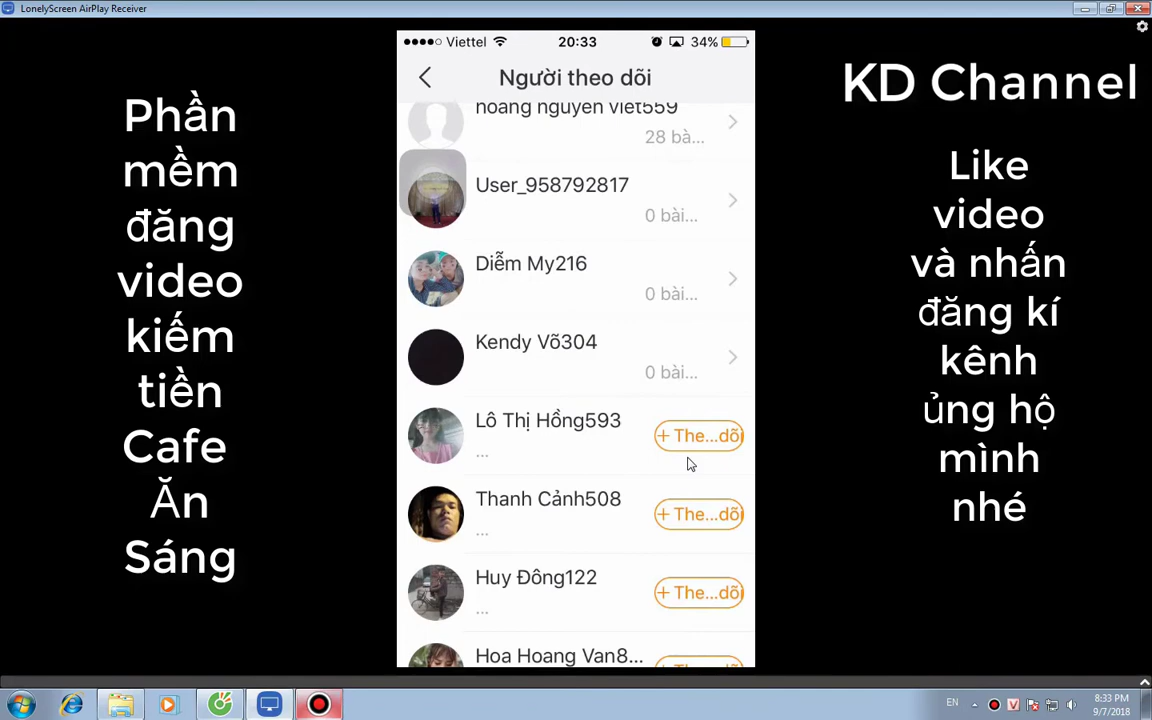 LonelyScreen AirPlay Receiver
Phần
mềm
đăng
video
kiếm
tiền
Cafe
Ăn
Sáng
Viettel
20:33
34%
Người theo dõi
hoang nguyen viet559
28 bà...
User_958792817
0 bài...
Diễm My216
0 bài...
Kendy Võ304
0 bài...
Lô Thị Hồng593
...
+ The...dõi
Thanh Cảnh508
...
+ The...dõi
Huy Đông122
...
+ The...dõi
Hoa Hoang Van8...
KD Channel
Like
video
và nhấn
đăng kí
kênh
ủng hộ
mình
nhé
EN
8:33 PM
9/7/2018